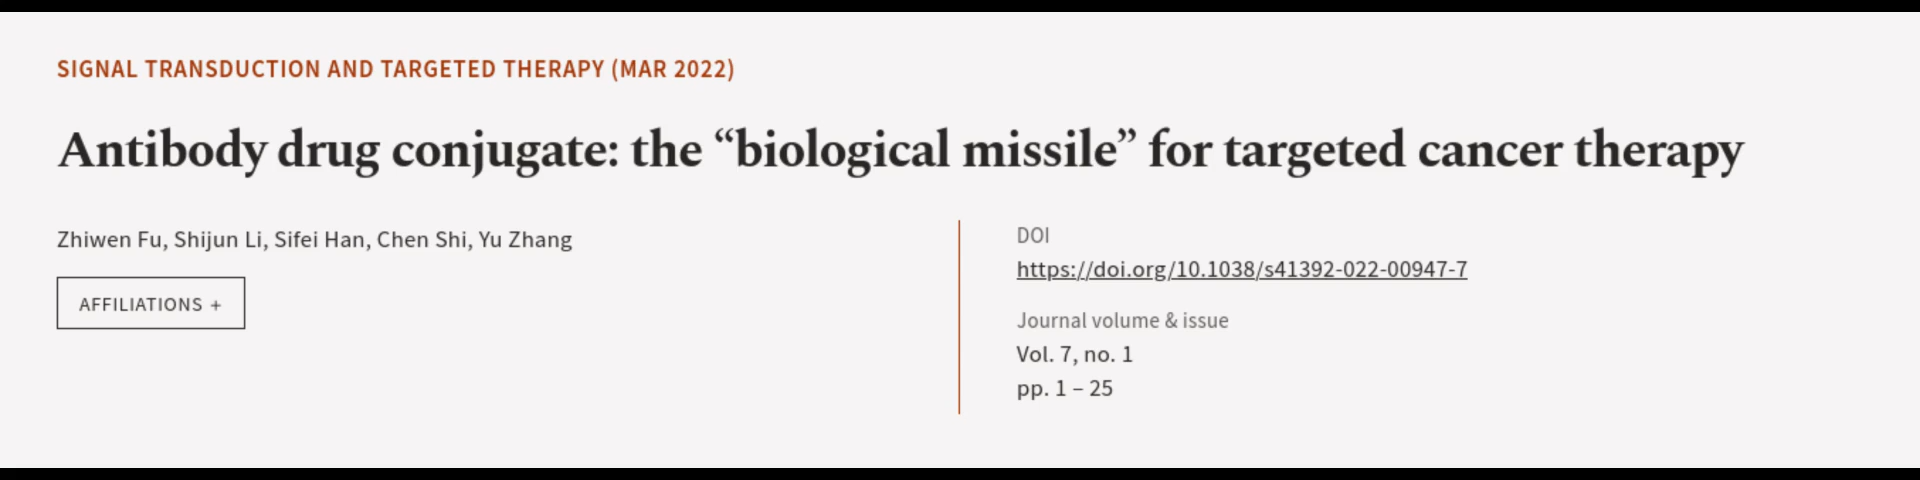 SIGNAL TRANSDUCTION AND TARGETED THERAPY (MAR 2022)
Antibody drug conjugate: the “biological missile” for targeted cancer therapy
Zhiwen Fu, Shijun Li, Sifei Han, Chen Shi, Yu Zhang
AFFILIATIONS +
DOI
https://doi.org/10.1038/s41392-022-00947-7
Journal volume & issue
Vol. 7, no. 1
pp. 1 – 25